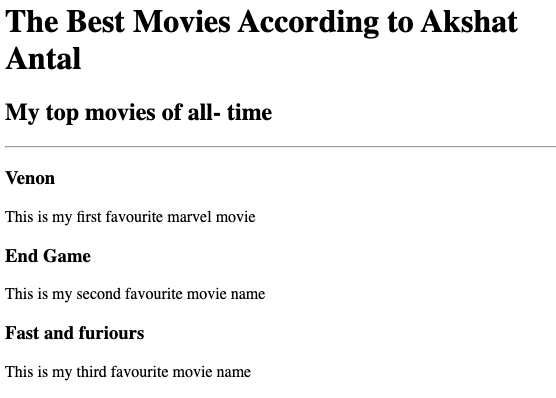 The Best Movies According to Akshat
Antal
My top movies of all- time
Venon
This is my first favourite marvel movie
End Game
This is my second favourite movie name
Fast and furiours
This is my third favourite movie name